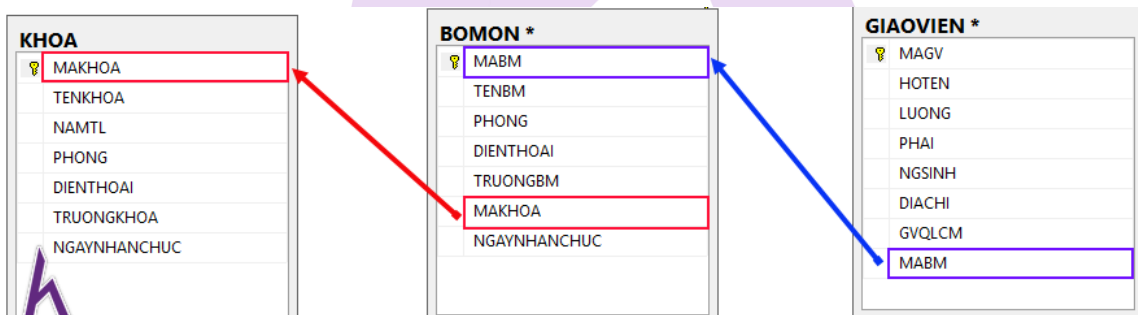 KHOA
MAKHOA
TENKHOA
NAMTL
PHONG
DIENTHOAI
TRUONGKHOA
NGAYNHANCHUC
BOMON *
MABM
TENBM
PHONG
DIENTHOAI
TRUONGBM
MAKHOA
NGAYNHANCHUC
GIAOVIEN *
MAGV
HOTEN
LUONG
PHAI
NGSINH
DIACHI
GVQLCM
MABM